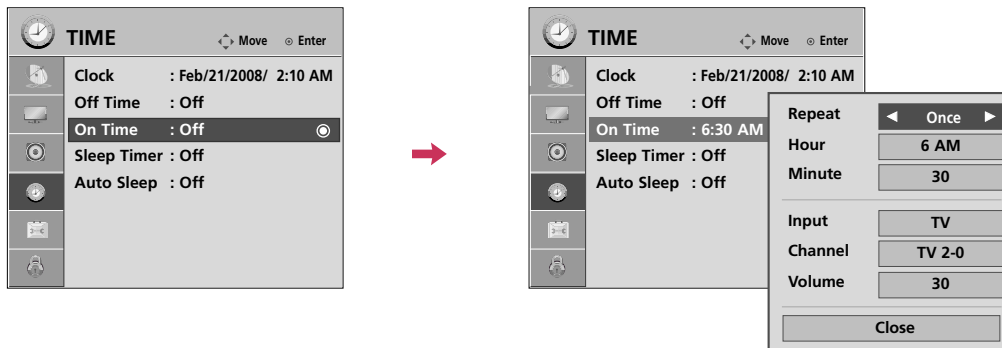 TIME
Move Enter
Clock : Feb/21/2008/ 2:10 AM
Off Time : Off
On Time : Off
Sleep Timer : Off
Auto Sleep : Off
TIME
Move Enter
Clock : Feb/21/2008/ 2:10 AM
Off Time : Off
On Time : 6:30 AM
Sleep Timer : Off
Auto Sleep : Off
Repeat ◄ Once ►
Hour 6 AM
Minute 30
Input TV
Channel TV 2-0
Volume 30
Close